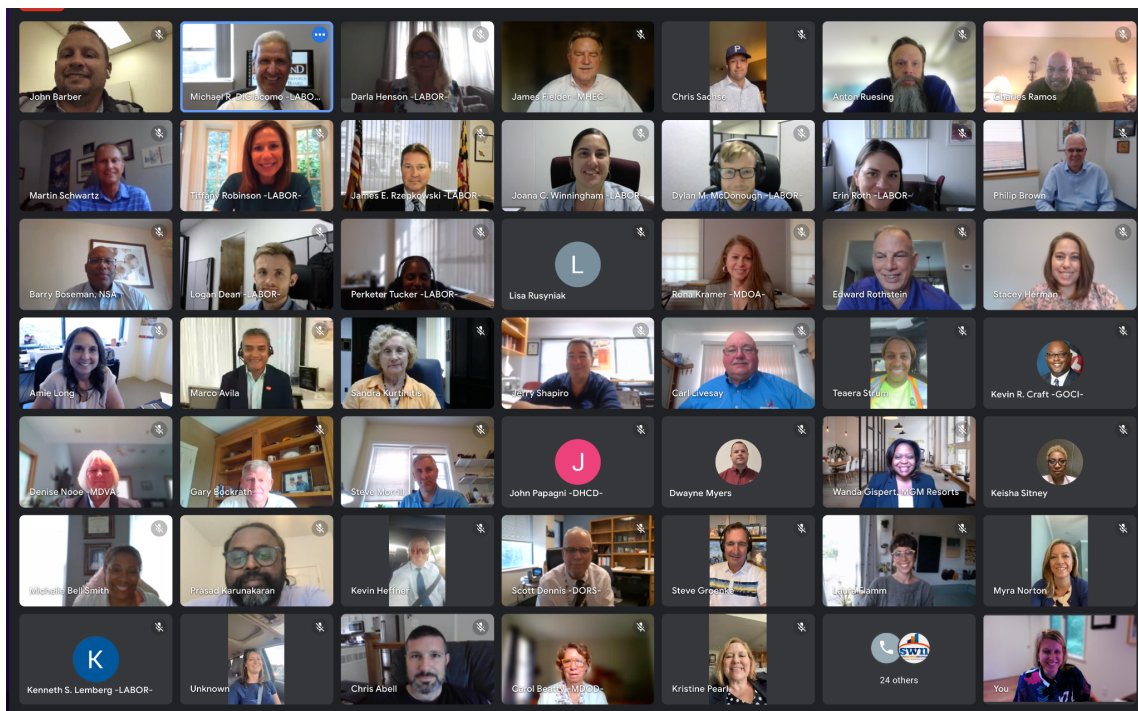 John Barber
Michael R. DiGiacomo -LABO...
Darla Henson -LABOR-
James Fielder -MHEC-
Chris Sachse
Anton Ruesing
Charles Ramos
Martin Schwartz
Tiffany Robinson -LABOR-
James E. Rzepkowski -LABOR-
Joana C. Winningham -LABOR-
Dylan M. McDonough -LABOR-
Erin Roth -LABOR-
Philip Brown
Barry Boseman, NSA
Logan Dean -LABOR-
Perketer Tucker -LABOR-
L
Lisa Rusyniak
Rona Kramer -MDOA-
Edward Rothstein
Stacey Herman
Amie Long
Marco Avila
Sandra Kurtinitis
Jerry Shapiro
Carl Livesay
Teaera Strum
Kevin R. Craft -GOCI-
Denise Nooe -MDVA-
Gary Bockrath
Steve Morrill
J
John Papagni -DHCD-
Dwayne Myers
Wanda Gispert, MGM Resorts
Keisha Sitney
Michelle Bell Smith
Prasad Karunakaran
Kevin Heffner
Scott Dennis -DORS-
Steve Groenke
Laura Flamm
Myra Norton
K
Kenneth S. Lemberg -LABOR-
Unknown
Chris Abell
Carol Beatty -MDOD-
Kristine Pearl
swn
24 others
You